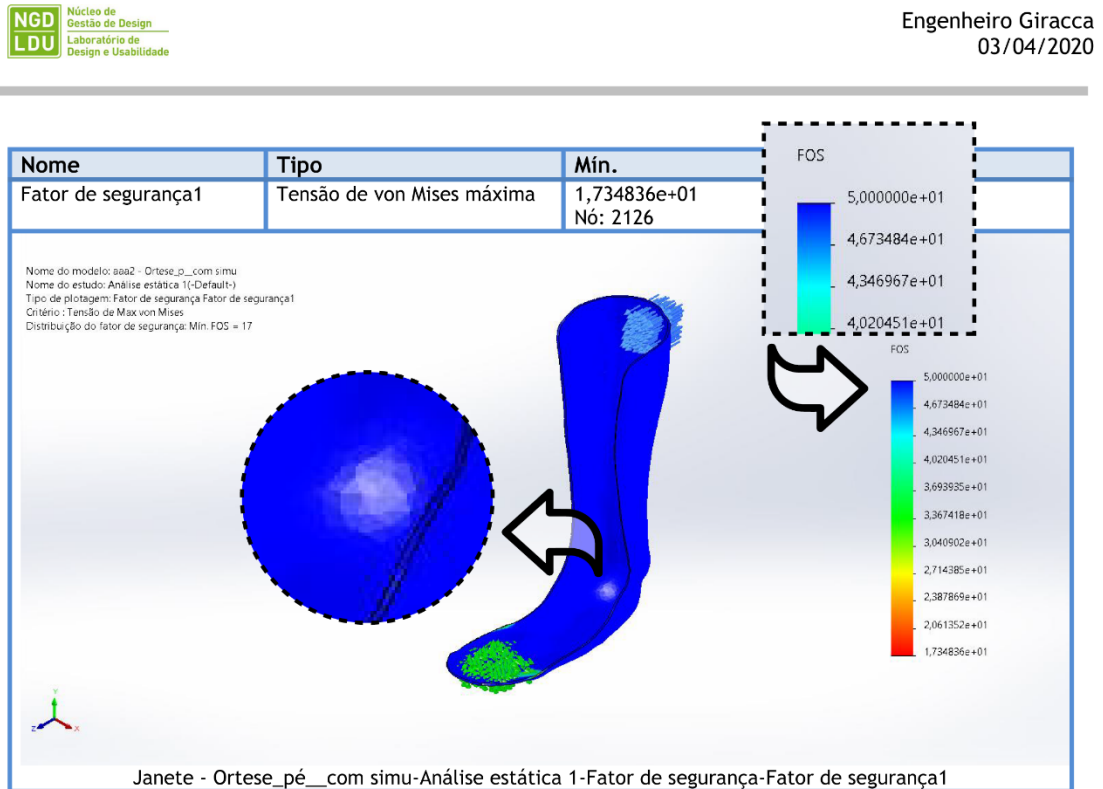 NGD
LDU
Núcleo de
Gestão de Design
Laboratório de
Design e Usabilidade
Engenheiro Giracca
03/04/2020
Nome
Tipo
Mín.
Fator de segurança1
Tensão de von Mises máxima
1,734836e+01
Nó: 2126
FOS
5,000000e+01
4,673484e+01
4,346967e+01
4,020451e+01
Nome do modelo: aaa2 - Ortese_p__com simu
Nome do estudo: Análise estática 1(-Default-)
Tipo de plotagem: Fator de segurança Fator de segurança1
Critério : Tensão de Max von Mises
Distribuição do fator de segurança: Min. FOS = 17
FOS
5,000000e+01
4,673484e+01
4,346967e+01
4,020451e+01
3,693935e+01
3,367418e+01
3,040902e+01
2,714385e+01
2,387869e+01
2,061352e+01
1,734836e+01
Y
Z
X
Janete - Ortese_pé__com simu-Análise estática 1-Fator de segurança-Fator de segurança1